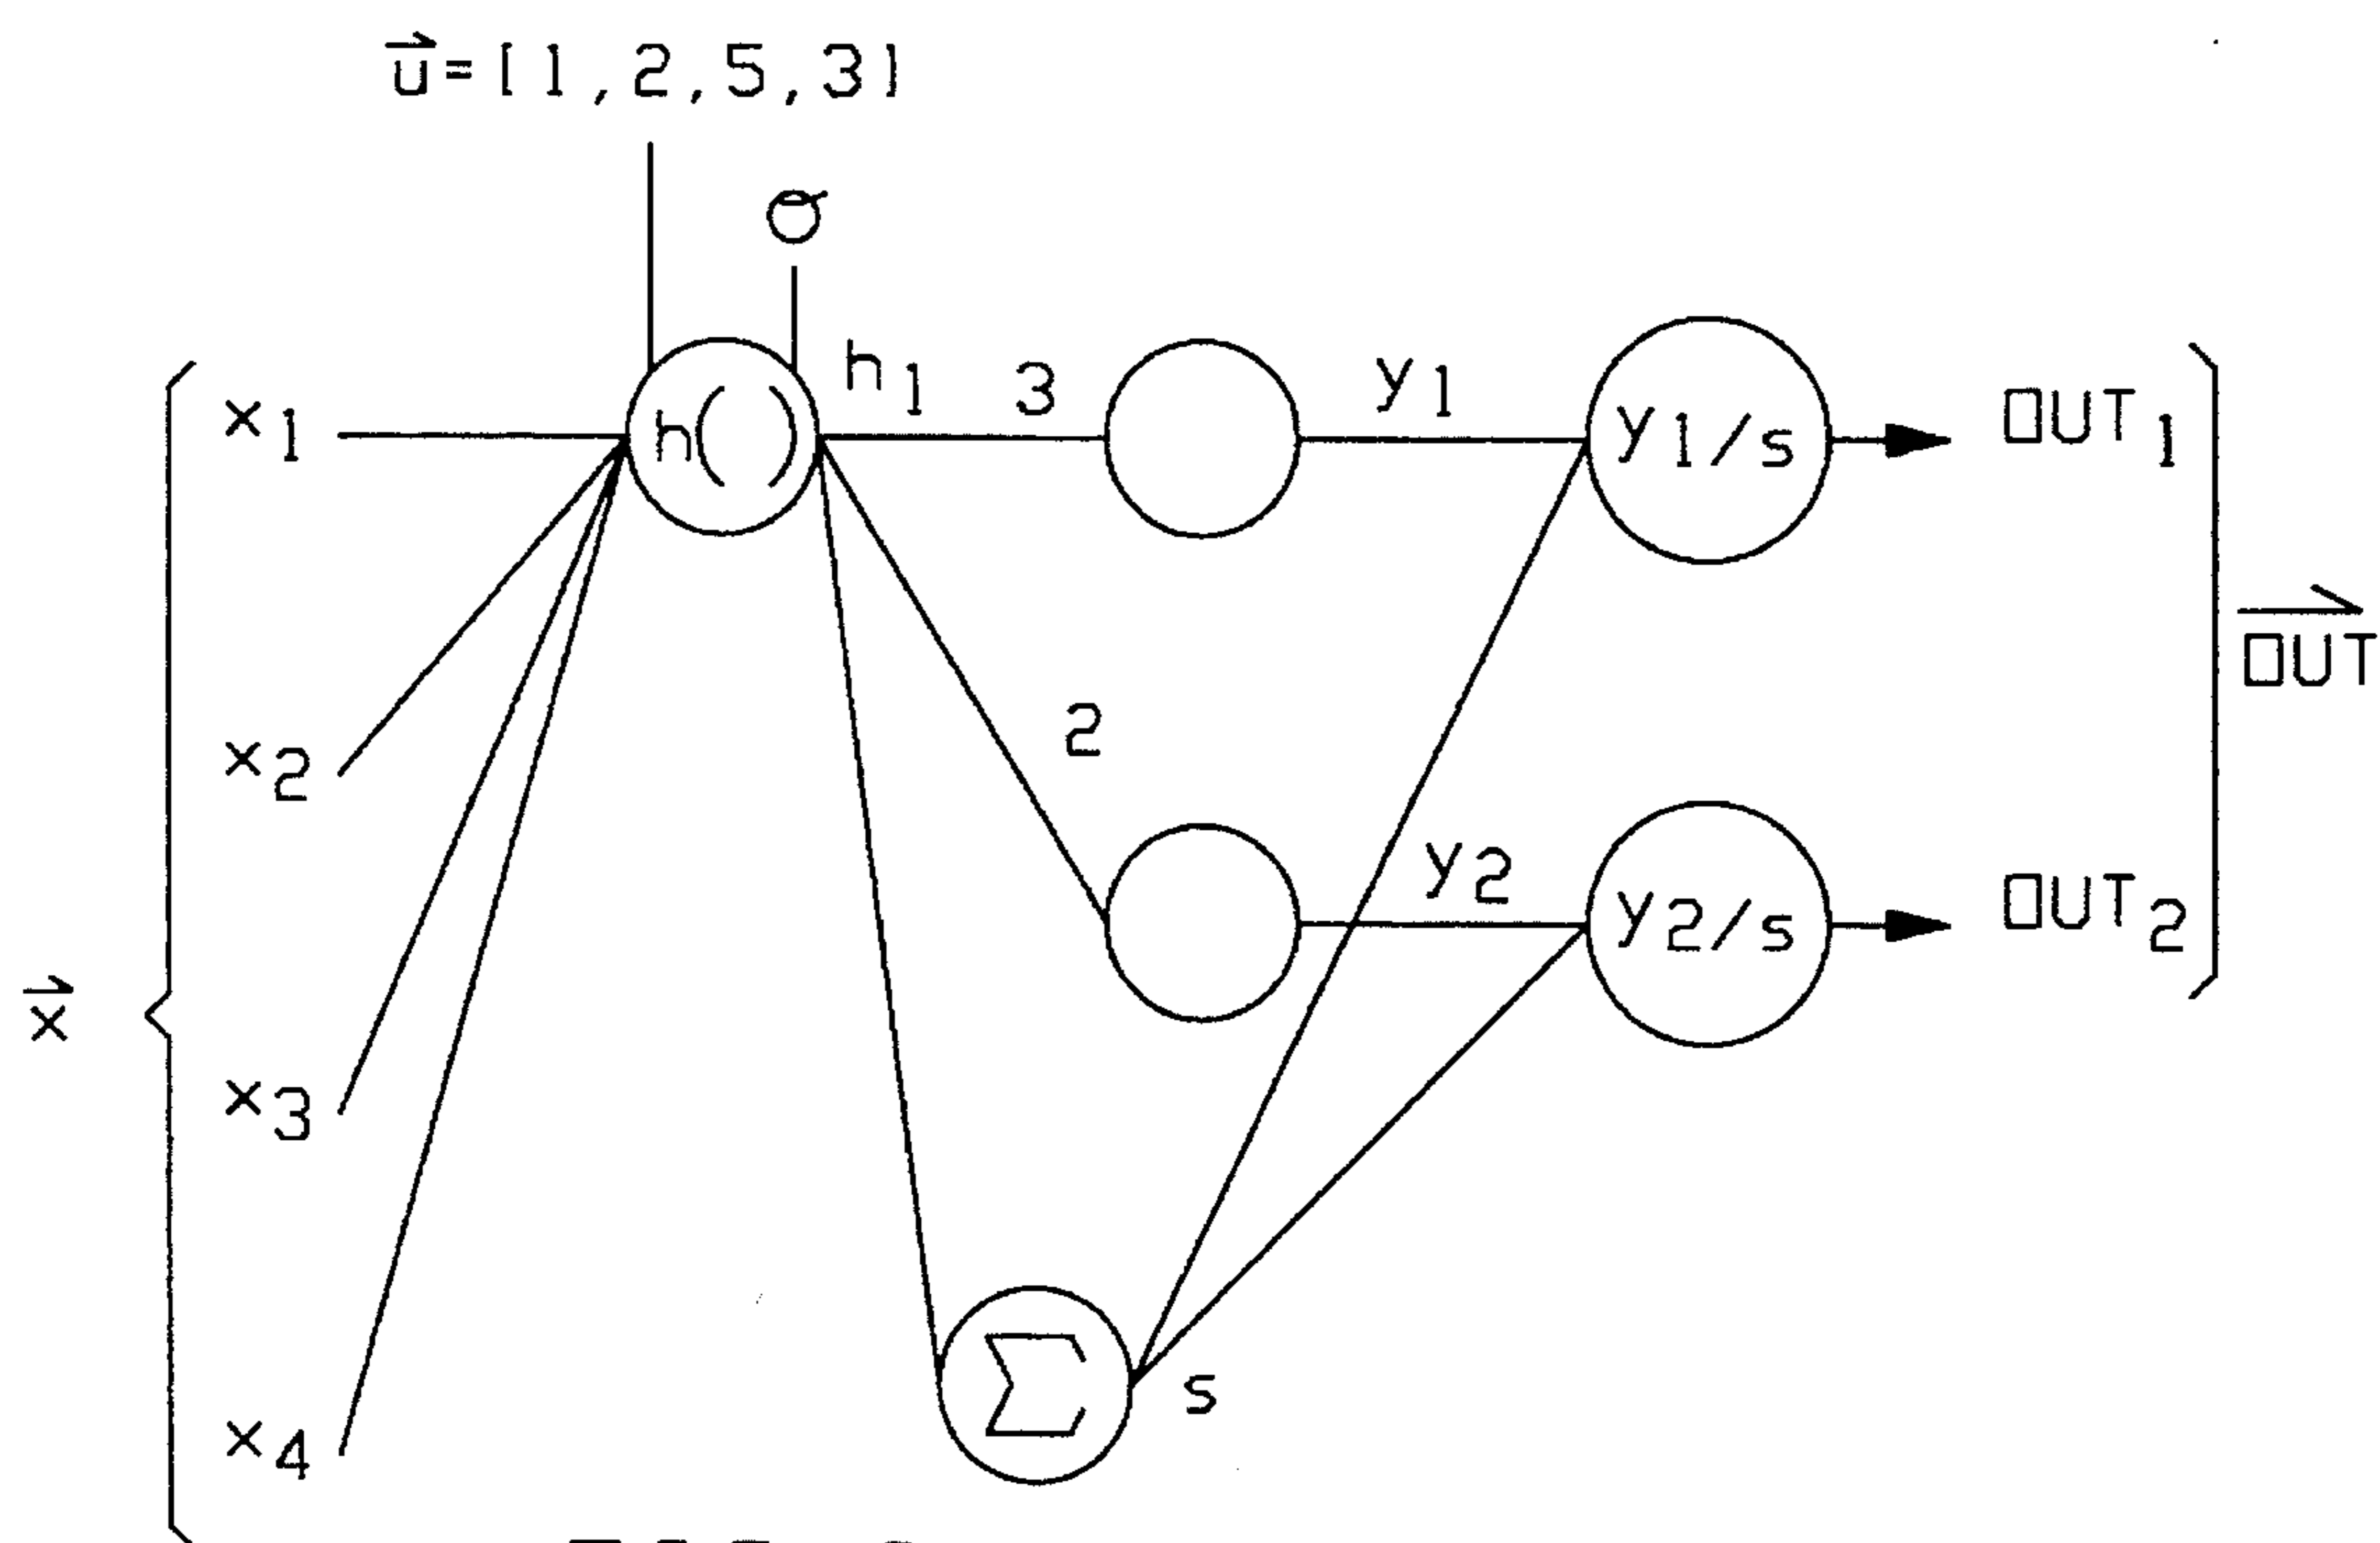 u⃗=[1,2,5,3]
σ
h( )
h₁ 3
y₁
y₁/s
OUT₁
x₁
OUT⃗
2
x₂
y₂
y₂/s
OUT₂
x⃗
x₃
Σ
s
x₄